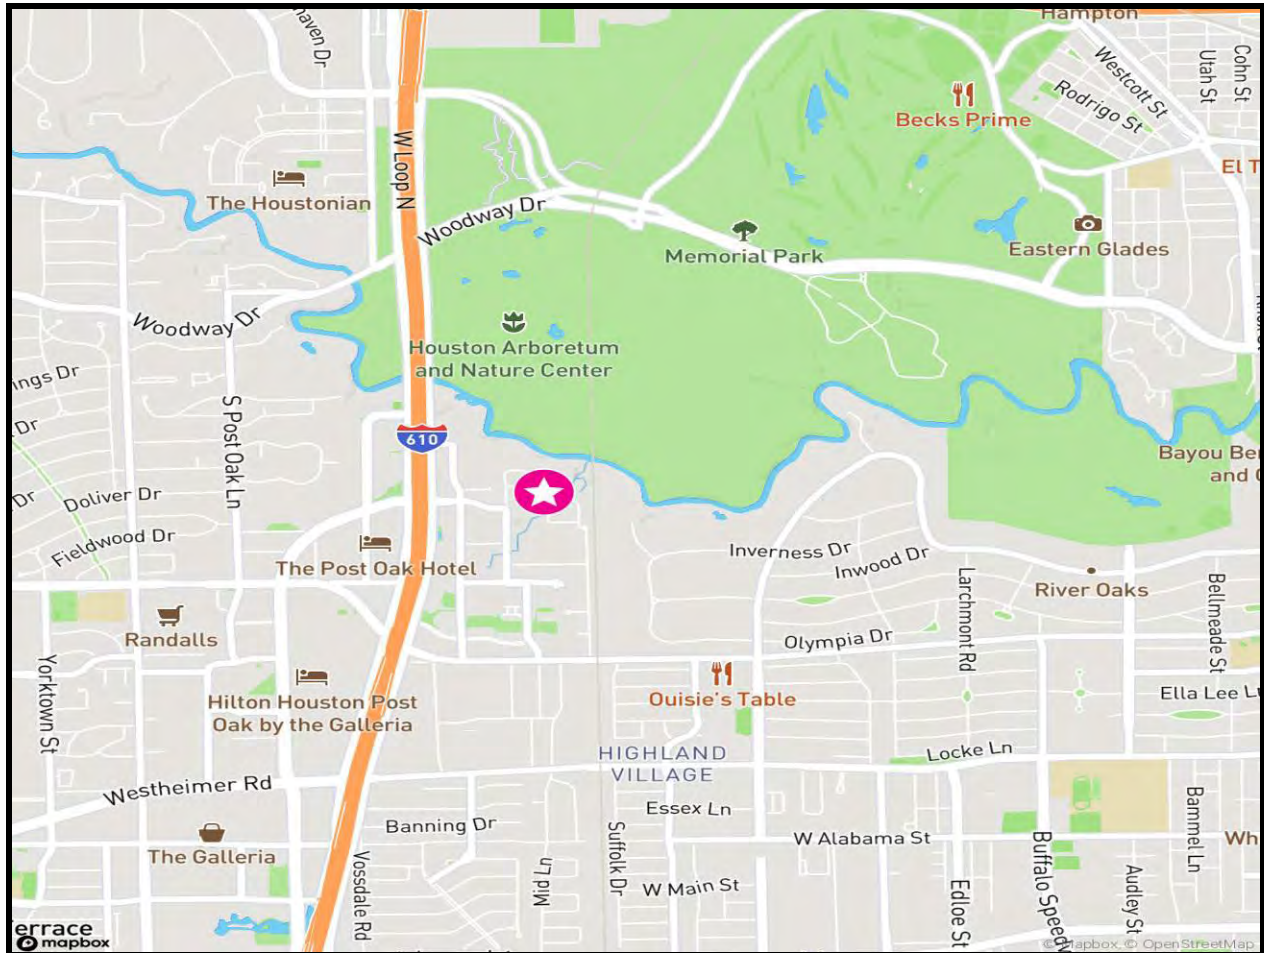 haven Dr
Hampton
Westcott St
Utah St
Cohn St
Rodrigo St
Becks Prime
W Loop N
El T
The Houstonian
Woodway Dr
Memorial Park
Eastern Glades
Woodway Dr
Houston Arboretum
and Nature Center
ings Dr
Dr
S Post Oak Ln
610
Bayou Be
and
Dr
Doliver Dr
Fieldwood Dr
The Post Oak Hotel
Inverness Dr
Inwood Dr
Larchmont Rd
River Oaks
Bellmeade St
Randalls
Olympia Dr
Yorktown St
Hilton Houston Post
Oak by the Galleria
Ouisie's Table
Ella Lee L
HIGHLAND
VILLAGE
Locke Ln
Westheimer Rd
Essex Ln
Bammel Ln
Banning Dr
W Alabama St
Wh
The Galleria
Vossdale Rd
Mid Ln
Suffolk Dr
W Main St
Edloe St
Buffalo Speedw
Audley St
errace
mapbox
© Mapbox, © OpenStreetMap